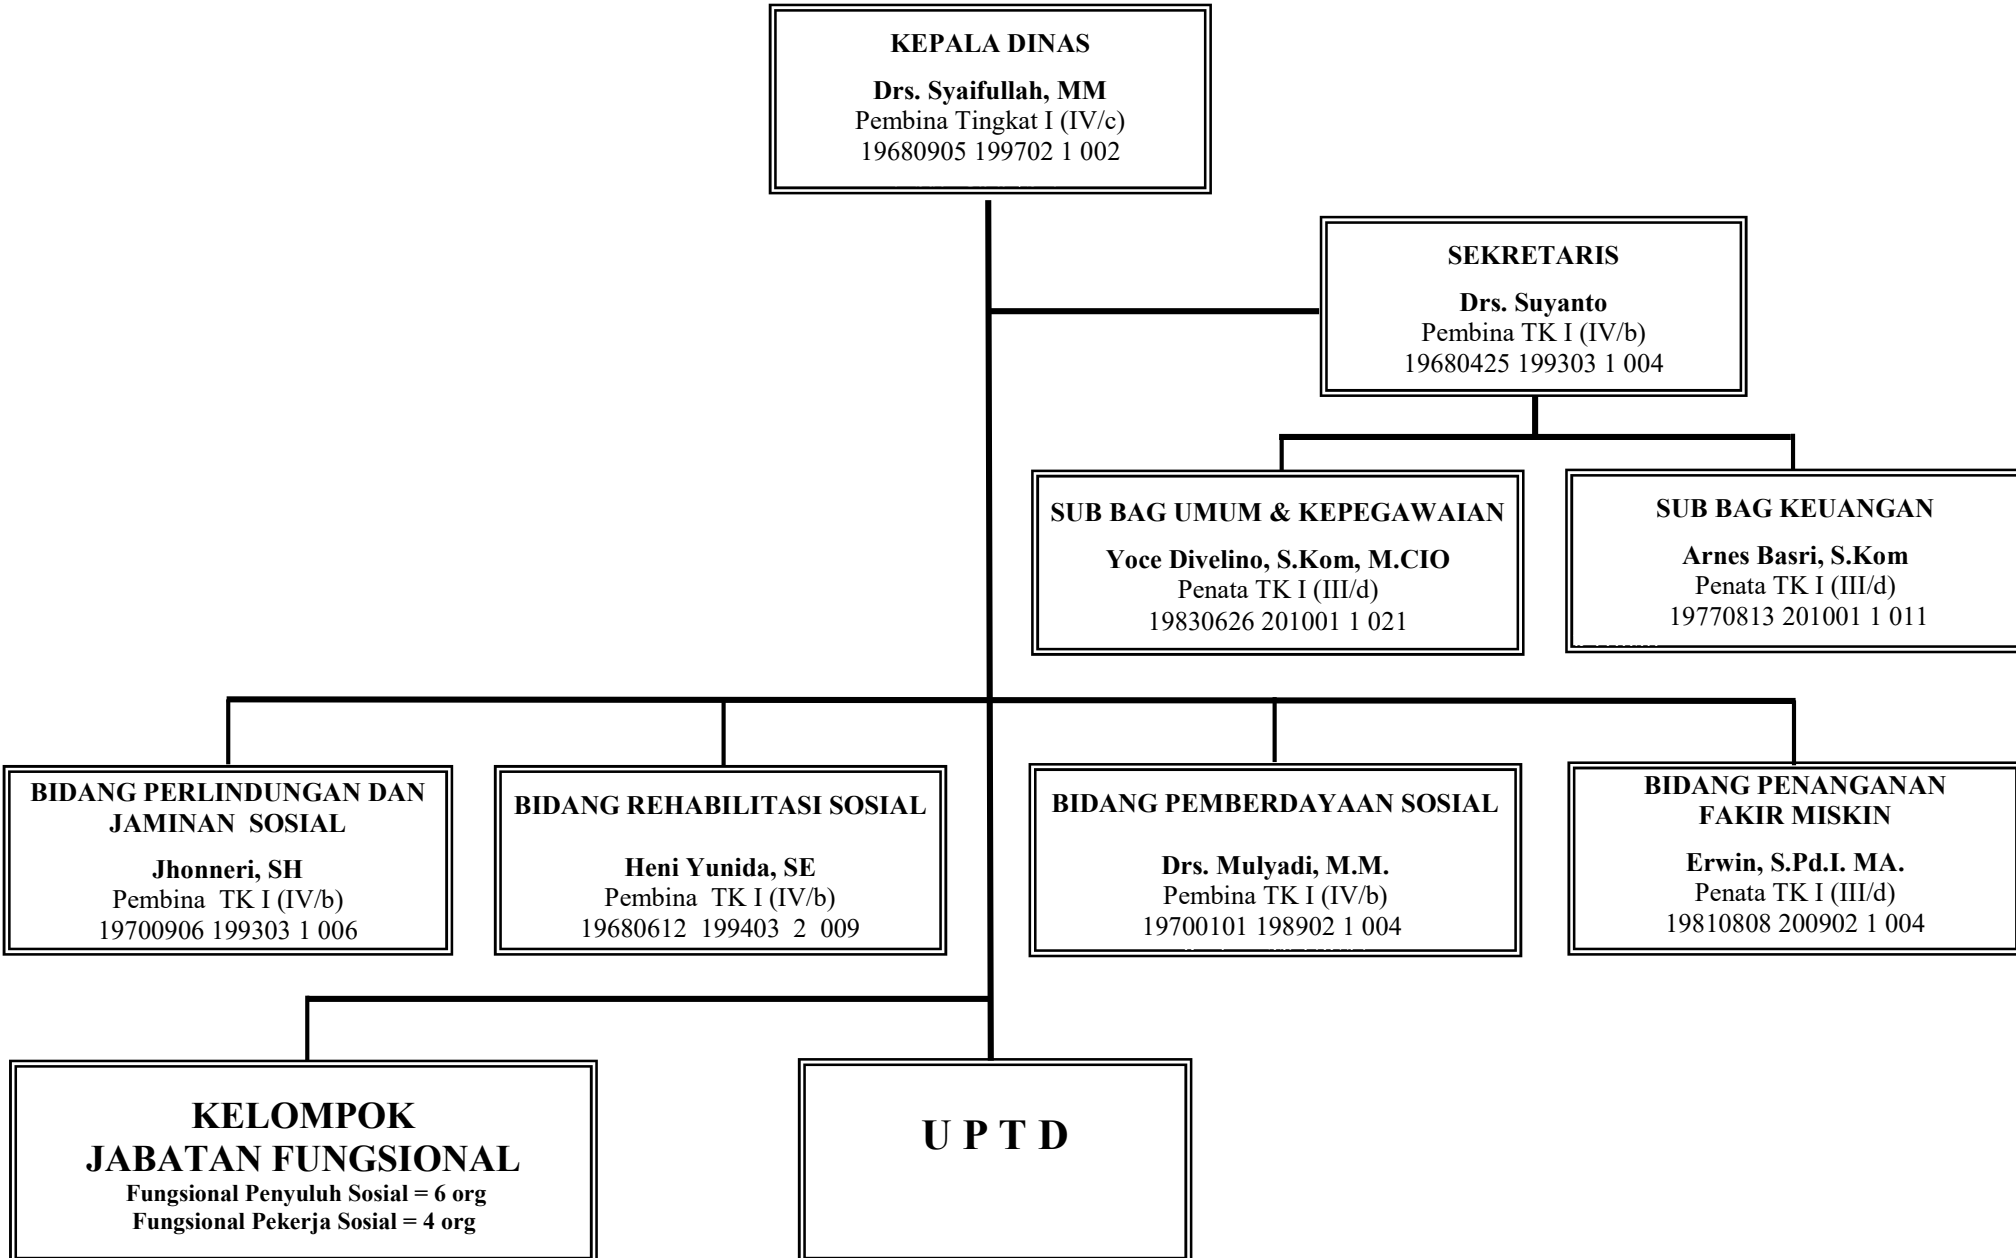 KEPALA DINAS
Drs. Syaifullah, MM
Pembina Tingkat I (IV/c)
19680905 199702 1 002
SEKRETARIS
Drs. Suyanto
Pembina TK I (IV/b)
19680425 199303 1 004
SUB BAG UMUM & KEPEGAWAIAN
Yoce Divelino, S.Kom, M.CIO
Penata TK I (III/d)
19830626 201001 1 021
SUB BAG KEUANGAN
Arnes Basri, S.Kom
Penata TK I (III/d)
19770813 201001 1 011
BIDANG PERLINDUNGAN DAN
JAMINAN SOSIAL
Jhonneri, SH
Pembina TK I (IV/b)
19700906 199303 1 006
BIDANG REHABILITASI SOSIAL
Heni Yunida, SE
Pembina TK I (IV/b)
19680612 199403 2 009
BIDANG PEMBERDAYAAN SOSIAL
Drs. Mulyadi, M.M.
Pembina TK I (IV/b)
19700101 198902 1 004
BIDANG PENANGANAN
FAKIR MISKIN
Erwin, S.Pd.I. MA.
Penata TK I (III/d)
19810808 200902 1 004
KELOMPOK
JABATAN FUNGSIONAL
Fungsional Penyuluh Sosial = 6 org
Fungsional Pekerja Sosial = 4 org
U P T D